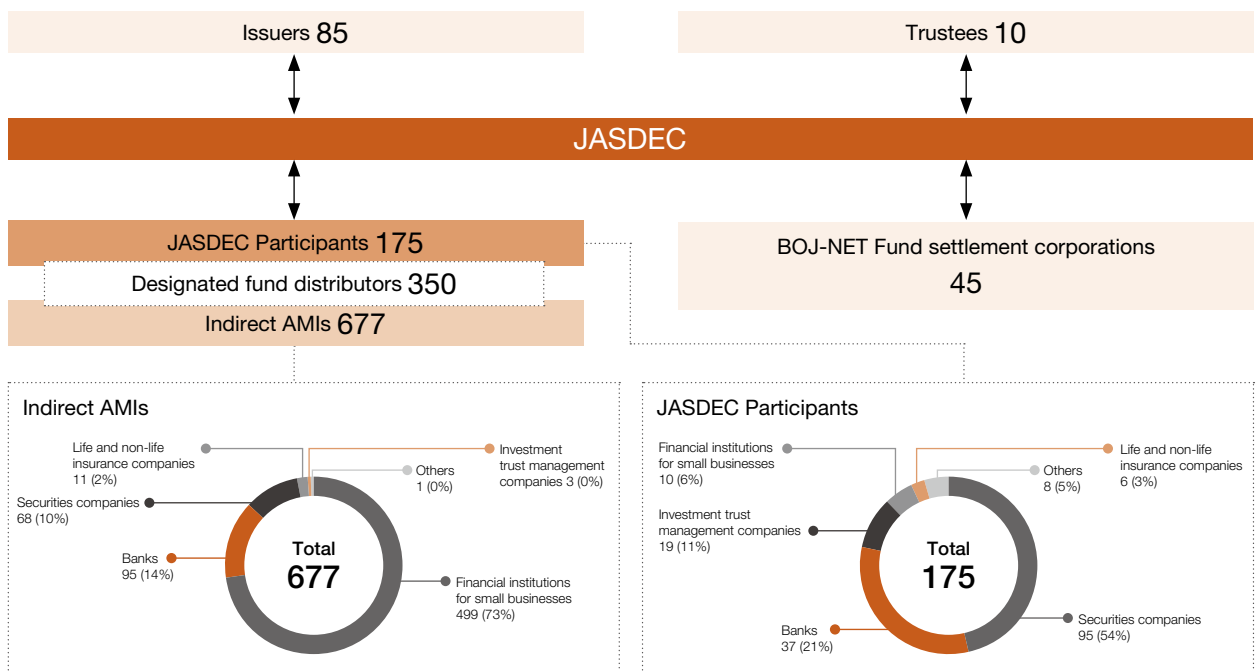 Issuers 85
Trustees 10
JASDEC
JASDEC Participants 175
Designated fund distributors 350
Indirect AMIs 677
BOJ-NET Fund settlement corporations
45
Indirect AMIs
Life and non-life
insurance companies
11 (2%)
Securities companies
68 (10%)
Banks
95 (14%)
Others
1 (0%)
Investment
trust management
companies 3 (0%)
Total
677
Financial institutions
for small businesses
499 (73%)
JASDEC Participants
Financial institutions
for small businesses
10 (6%)
Investment trust
management companies
19 (11%)
Banks
37 (21%)
Others
8 (5%)
Life and non-life
insurance companies
6 (3%)
Total
175
Securities companies
95 (54%)